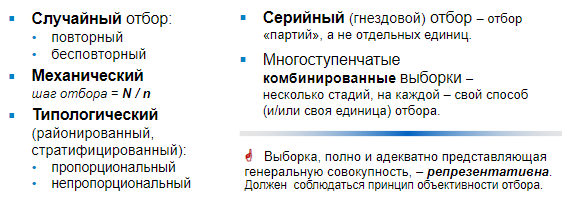 ▪ Случайный отбор:
• повторный
• бесповторный
▪ Механический
шаг отбора = N / n
▪ Типологический
(районированный,
стратифицированный):
• пропорциональный
• непропорциональный
▪ Серийный (гнездовой) отбор – отбор
«партий», а не отдельных единиц.
▪ Многоступенчатые
комбинированные выборки –
несколько стадий, на каждой – свой способ
(и/или своя единица) отбора.
Выборка, полно и адекватно представляющая
генеральную совокупность, – репрезентативна.
Должен соблюдаться принцип объективности отбора.